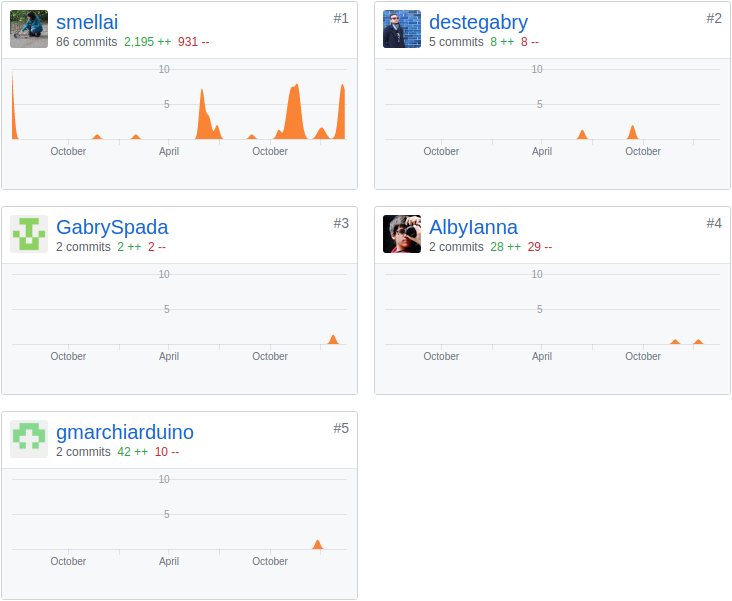 smellai #1
86 commits 2,195 ++ 931 --
10
5
October April October
destegabry #2
5 commits 8 ++ 8 --
10
5
October April October
GabrySpada #3
2 commits 2 ++ 2 --
10
5
October April October
AlbyIanna #4
2 commits 28 ++ 29 --
10
5
October April October
gmarchiarduino #5
2 commits 42 ++ 10 --
10
5
October April October